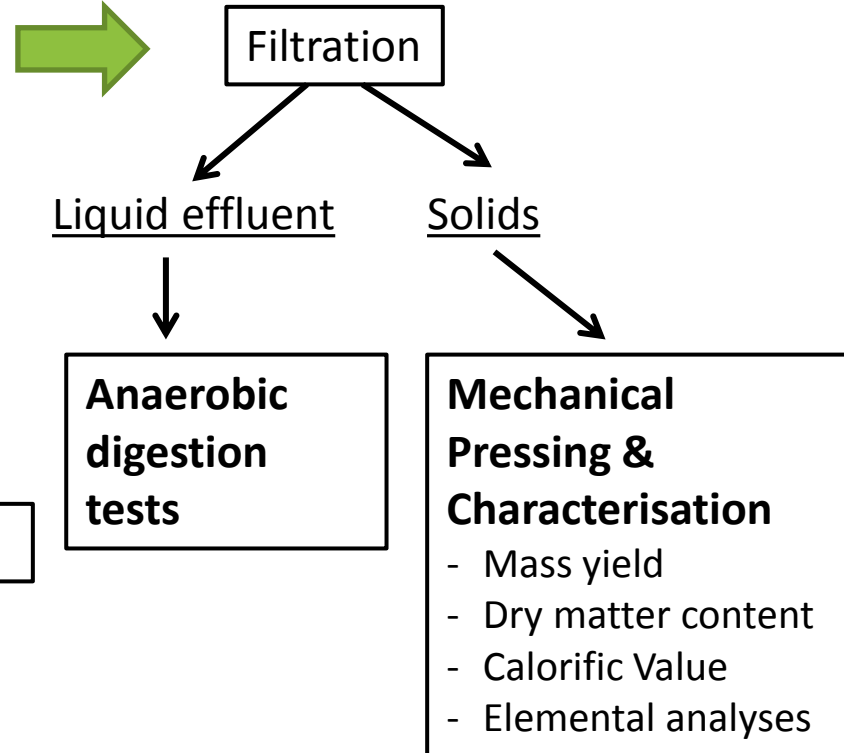 Filtration
Liquid effluent
Solids
Anaerobic
digestion
tests
Mechanical
Pressing &
Characterisation
- Mass yield
- Dry matter content
- Calorific Value
- Elemental analyses